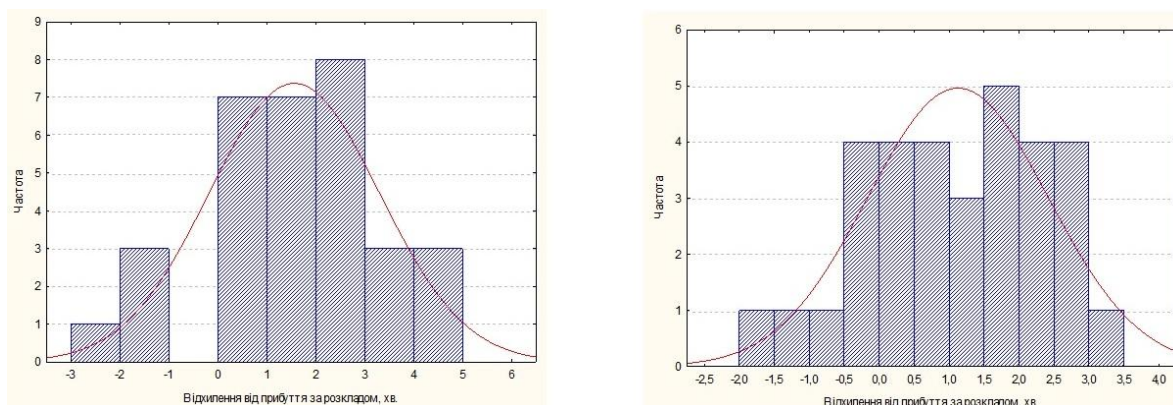 9
8
7
6
5
4
3
2
1
0
Частота
-3 -2 -1 0 1 2 3 4 5 6
Відхилення від прибуття за розкладом, хв.
6
5
4
3
2
1
0
Частота
-2,5 -2,0 -1,5 -1,0 -0,5 0,0 0,5 1,0 1,5 2,0 2,5 3,0 3,5 4,0
Відхилення від прибуття за розкладом, хв